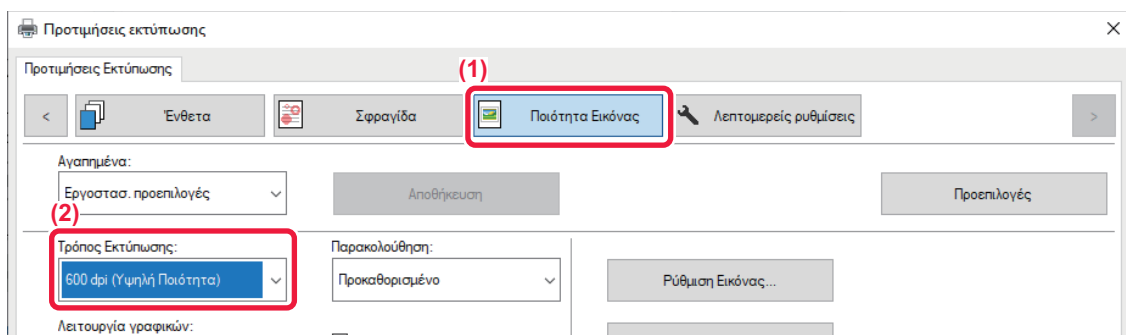 Προτιμήσεις εκτύπωσης
Προτιμήσεις Εκτύπωσης
(1)
< Ένθετα Σφραγίδα Ποιότητα Εικόνας Λεπτομερείς ρυθμίσεις >
Αγαπημένα:
Εργοστασ. προεπιλογές Αποθήκευση Προεπιλογές
(2)
Τρόπος Εκτύπωσης: Παρακολούθηση:
600 dpi (Υψηλή Ποιότητα) Προκαθορισμένο Ρύθμιση Εικόνας...
Λειτουργία γραφικών: